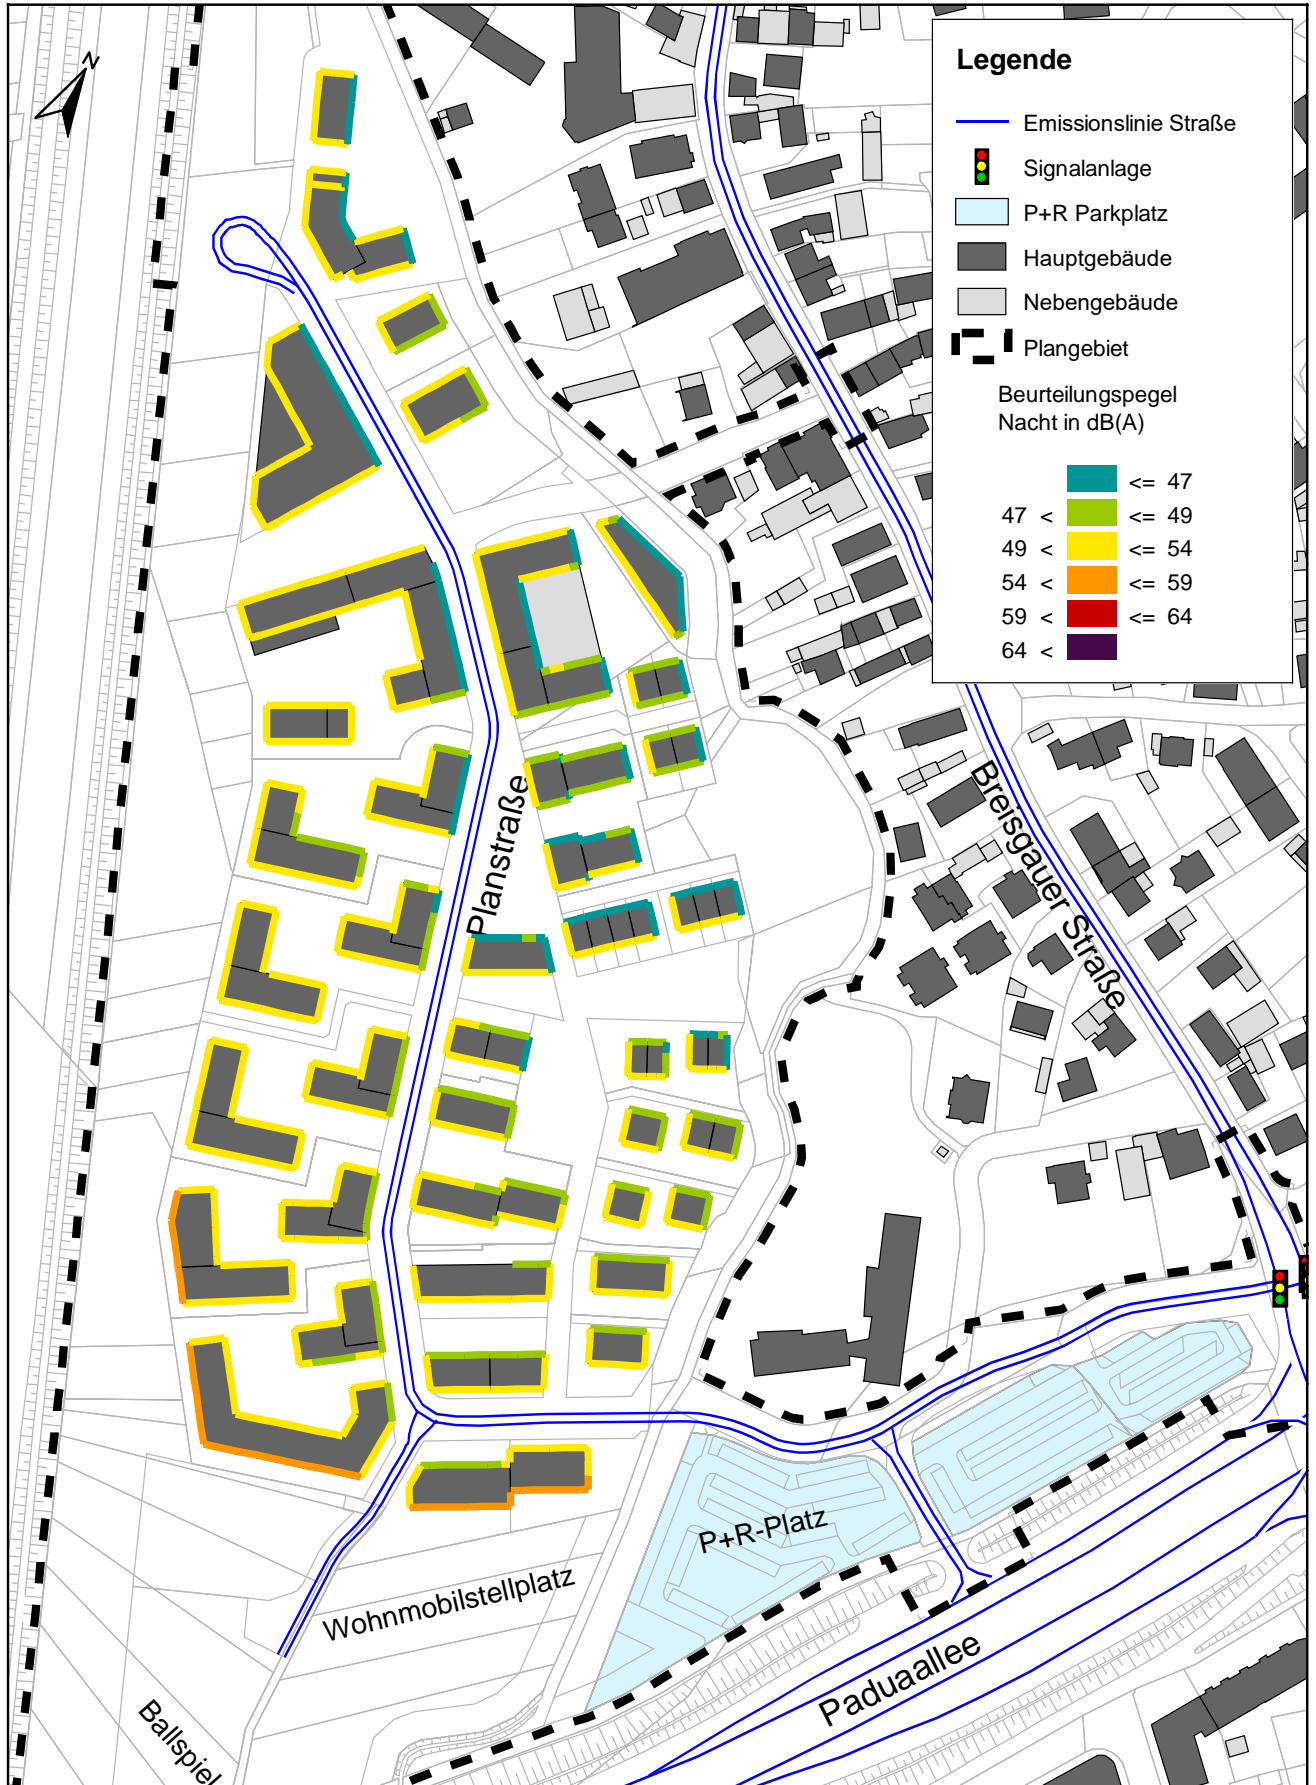 N
Legende
Emissionslinie Straße
Signalanlage
P+R Parkplatz
Hauptgebäude
Nebengebäude
Plangebiet
Beurteilungspegel
Nacht in dB(A)
<= 47
47 < <= 49
49 < <= 54
54 < <= 59
59 < <= 64
64 <
Planstraße
Breisgauer Straße
P+R-Platz
Wohnmobilstellplatz
Paduaallee
Ballspiel